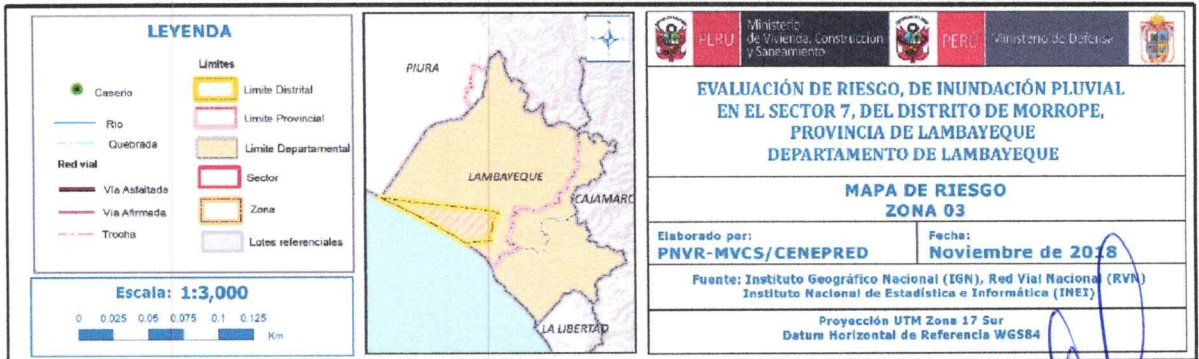 LEYENDA
Límites
Caserio
Rio
Quebrada
Red vial
Vía Asfaltada
Via Afirmada
Trocha
Limite Distrital
Limite Provincial
Limite Departamental
Sector
Zona
Lotes referenciales
Escala: 1:3,000
0 0.025 0.05 0.075 0.1 0.125
Km
PIURA
LAMBAYEQUE
CAJAMARC
LA LIBERTAD
PERÚ
Ministerio
de Vivienda, Construcción
y Saneamiento
PERÚ
Ministerio de Defensa
EVALUACIÓN DE RIESGO, DE INUNDACIÓN PLUVIAL
EN EL SECTOR 7, DEL DISTRITO DE MORROPE,
PROVINCIA DE LAMBAYEQUE
DEPARTAMENTO DE LAMBAYEQUE
MAPA DE RIESGO
ZONA 03
Elaborado por:
PNVR-MVCS/CENEPRED
Fecha:
Noviembre de 2018
Fuente: Instituto Geográfico Nacional (IGN), Red Vial Nacional (RVN)
Instituto Nacional de Estadística e Informática (INEI)
Proyección UTM Zona 17 Sur
Datum Horizontal de Referencia WGS84